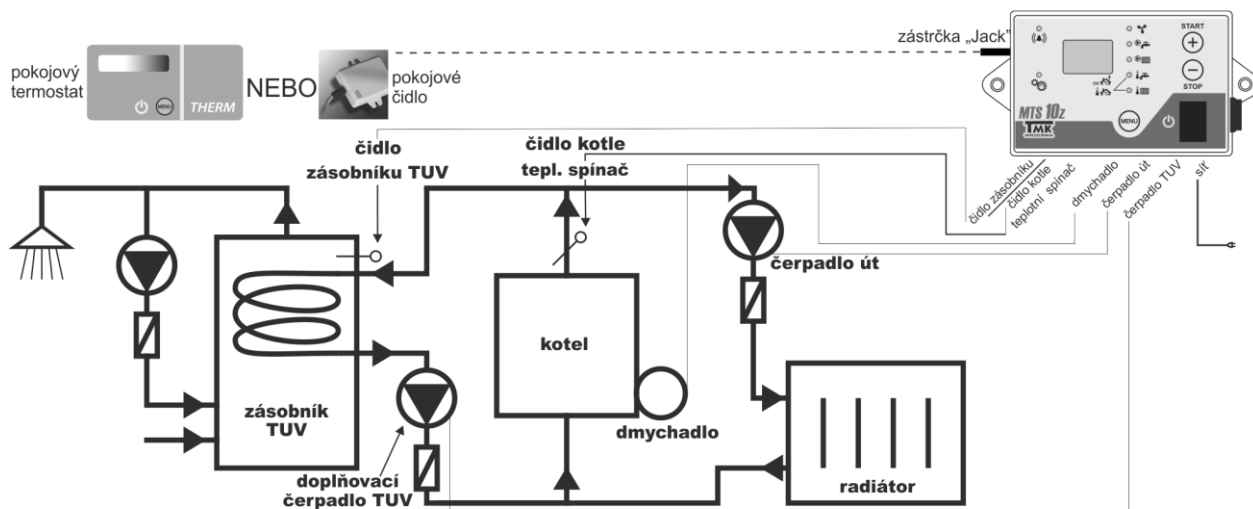 zástrčka „Jack”
START
STOP
MENU
MTS 10z
TMK
pokojový
termostat
MENU
THERM
NEBO
pokojové
čidlo
čidlo
zásobníku TUV
čidlo kotle
tepl. spínač
čidlo zásobníku
čidlo kotle
teplotní spínač
dmychadlo
čerpadlo út
čerpadlo TUV
síť
čerpadlo út
kotel
zásobník
TUV
dmychadlo
doplňovací
čerpadlo TUV
radiátor